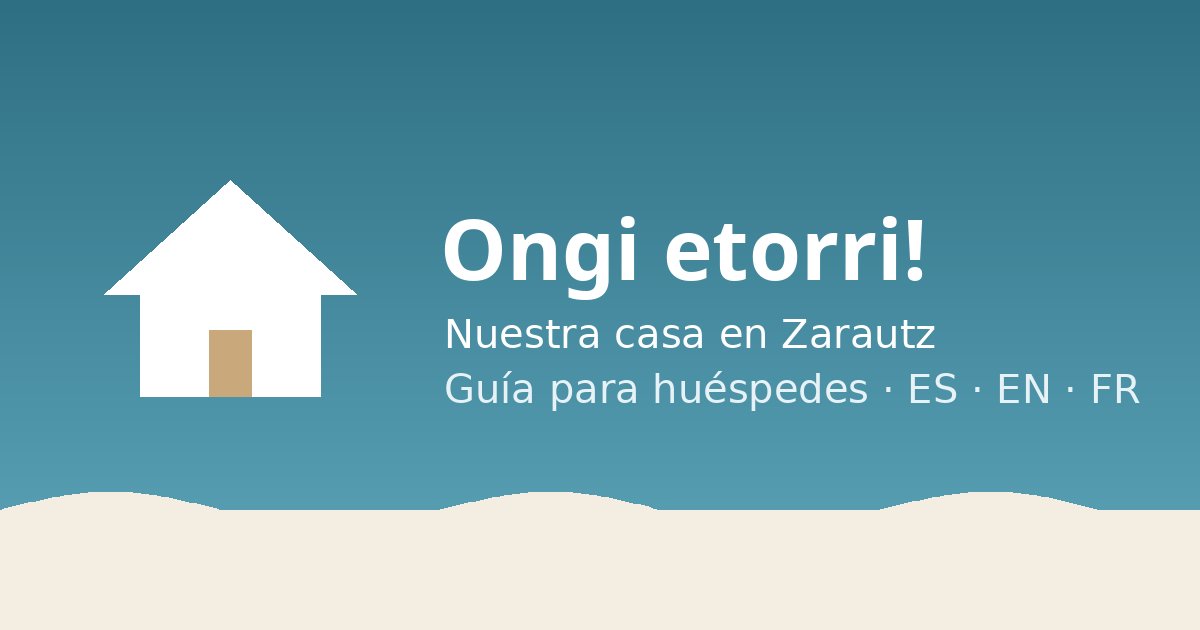 Ongi etorri!
Nuestra casa en Zarautz
Guía para huéspedes · ES · EN · FR